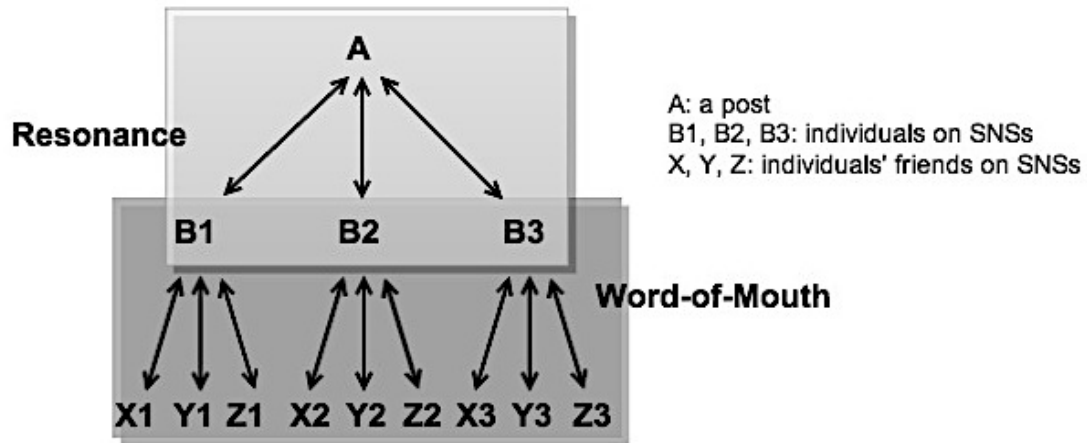 A
Resonance
A: a post
B1, B2, B3: individuals on SNSs
X, Y, Z: individuals' friends on SNSs
B1 B2 B3
Word-of-Mouth
X1 Y1 Z1 X2 Y2 Z2 X3 Y3 Z3